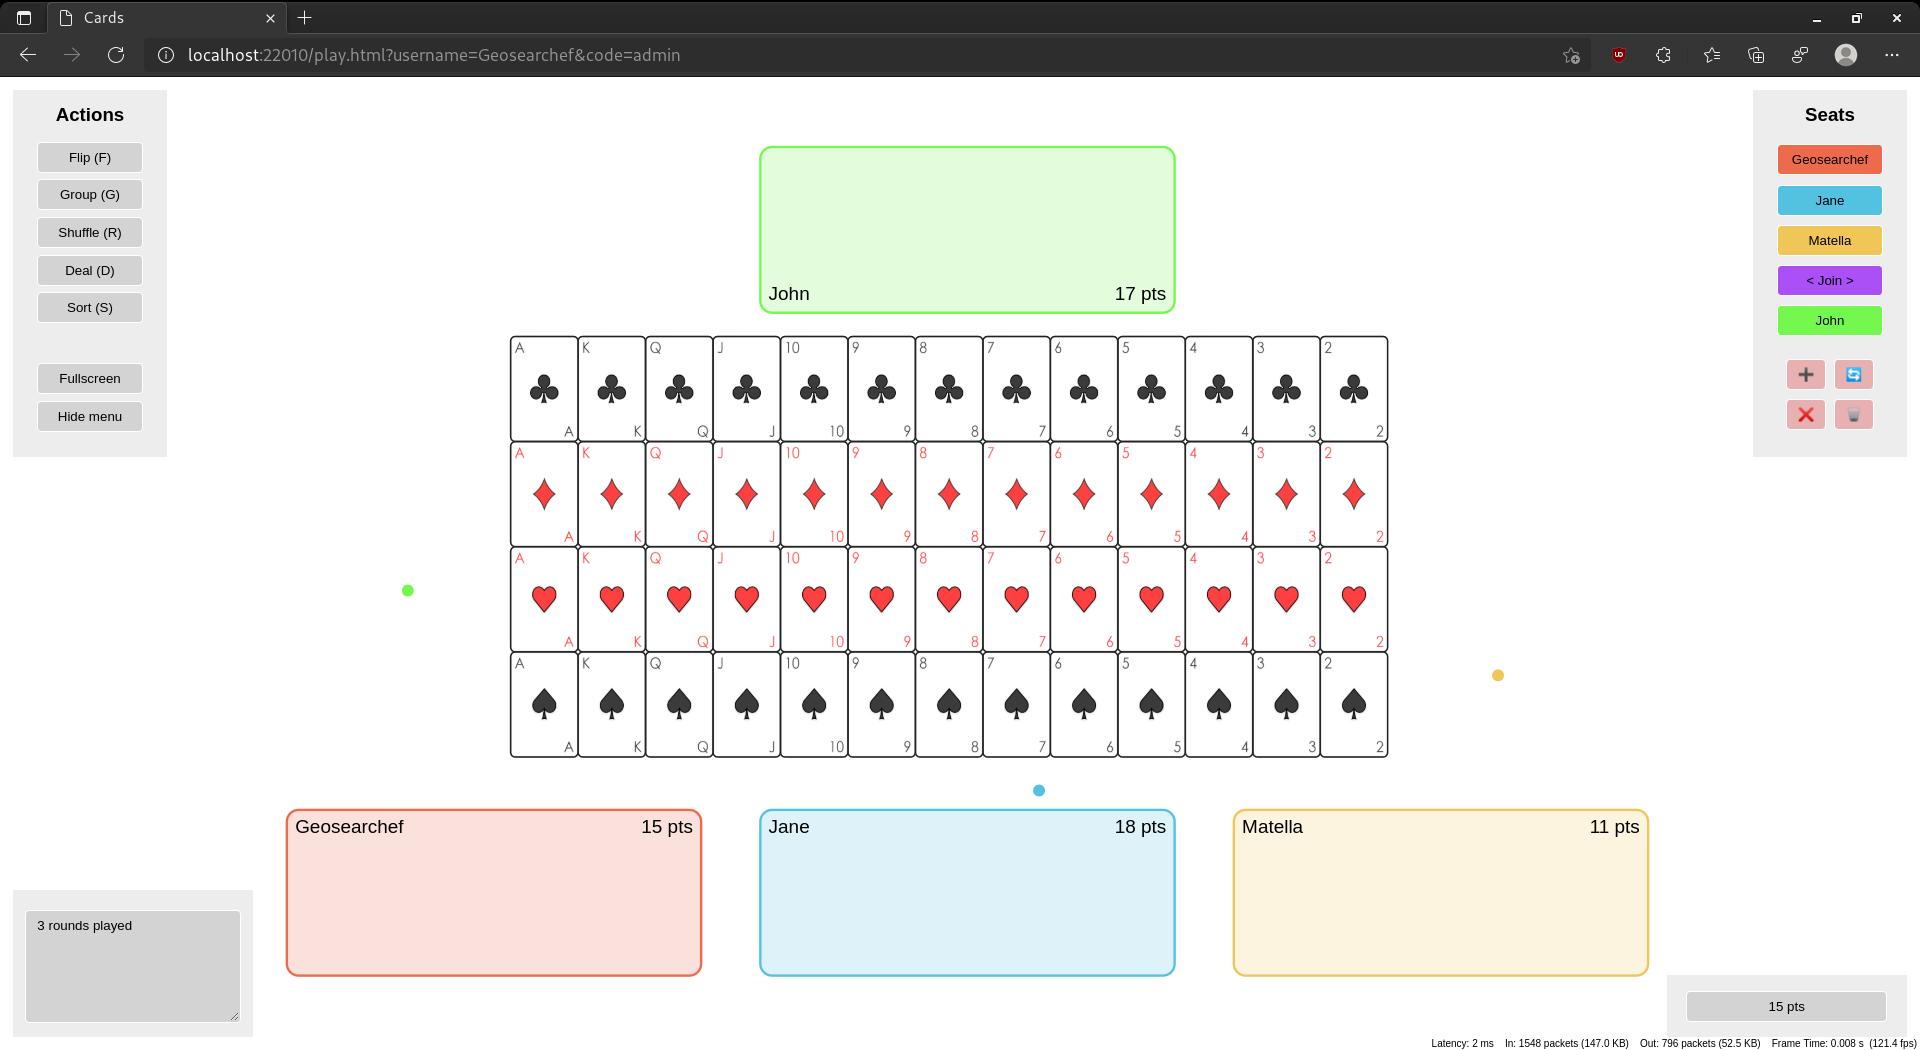 Cards
localhost:22010/play.html?username=Geosearchef&code=admin
Actions
Flip (F)
Group (G)
Shuffle (R)
Deal (D)
Sort (S)
Fullscreen
Hide menu
Seats
Geosearchef
Jane
Matella
< Join >
John
John 17 pts
A K Q J 10 9 8 7 6 5 4 3 2
A K Q J 10 9 8 7 6 5 4 3 2
A K Q J 10 9 8 7 6 5 4 3 2
A K Q J 10 9 8 7 6 5 4 3 2
A K Q J 10 9 8 7 6 5 4 3 2
A K Q J 10 9 8 7 6 5 4 3 2
A K Q J 10 9 8 7 6 5 4 3 2
A K Q J 10 9 8 7 6 5 4 3 2
Geosearchef 15 pts
Jane 18 pts
Matella 11 pts
3 rounds played
15 pts
Latency: 2 ms In: 1548 packets (147.0 KB) Out: 796 packets (52.5 KB) Frame Time: 0.008 s (121.4 fps)